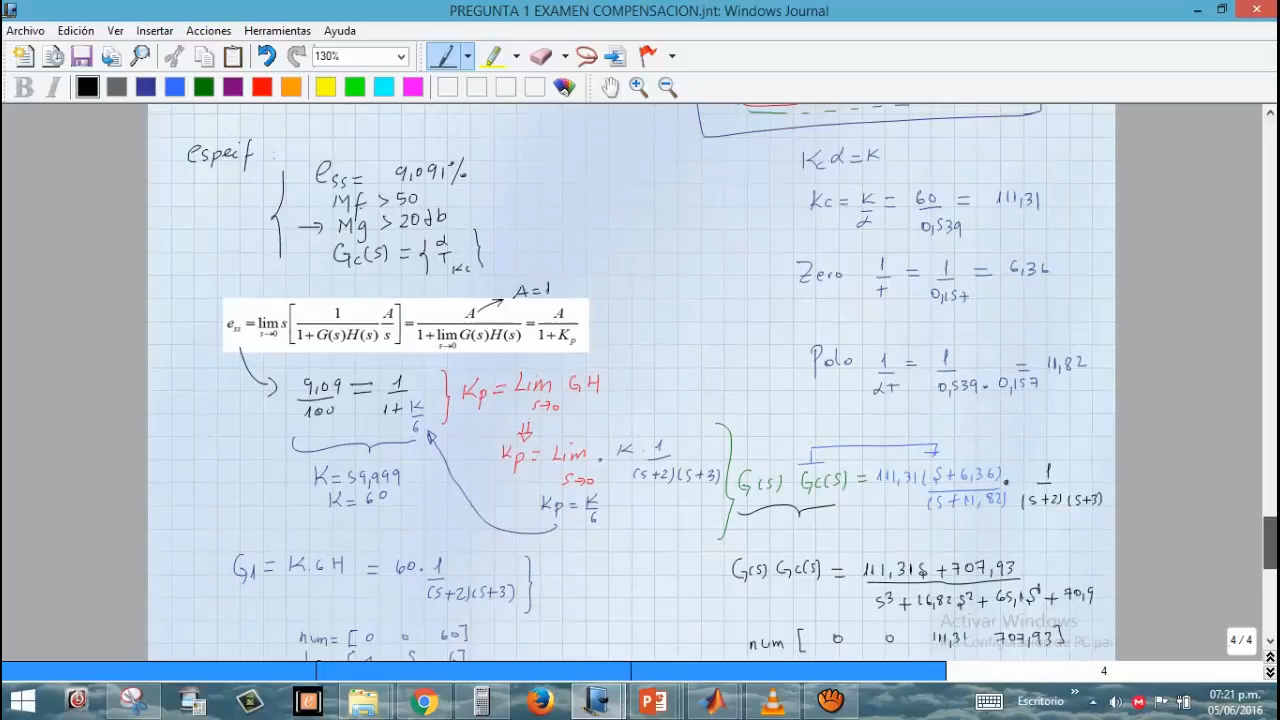 PREGUNTA 1 EXAMEN COMPENSACION.jnt: Windows Journal
Archivo Edición Ver Insertar Acciones Herramientas Ayuda
130%
B I
especif :
ess = 9,091%
Mf > 50
→ Mg > 20db
Gc(s) = { α T Kc }
A=1
e_ss = lim s→0 s [ 1 / 1+G(s)H(s) A / s ] = A / 1+lim s→0 G(s)H(s) = A / 1+K_p
9,09 / 100 = 1 / 1+ K/6
Kp = Lim s→0 GH
Kp = Lim s→0 . K . 1 / (s+2)(s+3)
K = 59,999
K = 60
Kp = K/6
G1 = K.GH = 60 . 1 / (s+2)(s+3)
num = [ 0 0 60]
Kc α = K
Kc = K/α = 60 / 0,539 = 111,31
Zero 1/T = 1 / 0,157 = 6,36
Polo 1/αT = 1 / 0,539 . 0,157 = 11,82
G(s) Gc(s) = 111,31(s+6,36) / (s+11,82) . 1 / (s+2)(s+3)
G(s) Gc(s) = 111,31s + 707,93 / s³ + 16,82s² + 65,1s + 70,9
num [ 0 0 111,31 707,93]
Activar Windows
4 / 4
4
Escritorio
07:21 p.m.
05/06/2016